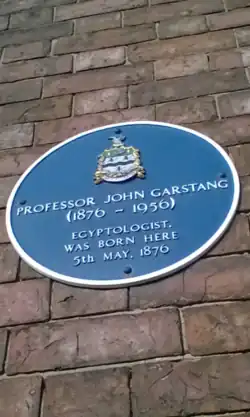 PROFESSOR JOHN GARSTANG
(1876 - 1956)
EGYPTOLOGIST,
WAS BORN HERE
5th MAY, 1876